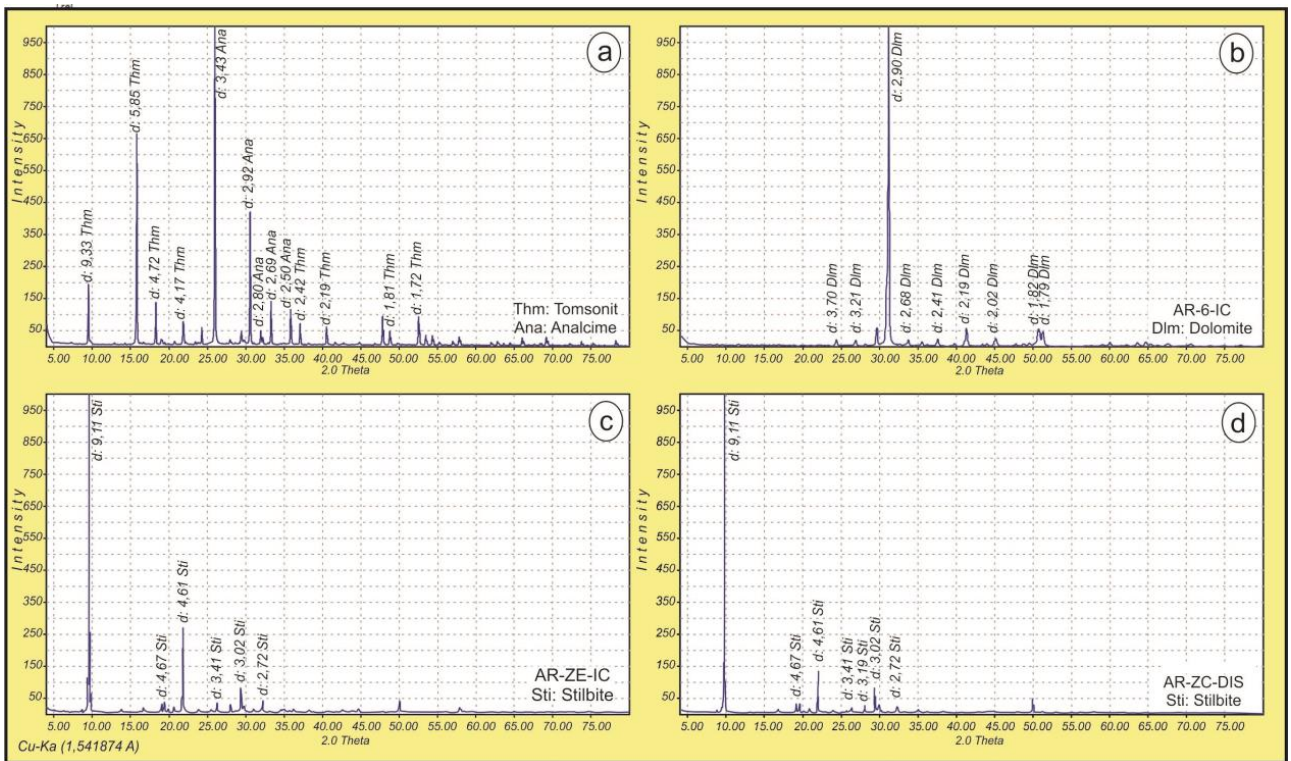 a
Intensity
950
850
750
650
550
450
350
250
150
50
d: 9,33 Thm
d: 5,85 Thm
d: 4,72 Thm
d: 4,17 Thm
d: 3,43 Ana
d: 2,92 Ana
d: 2,80 Ana
d: 2,69 Ana
d: 2,50 Ana
d: 2,42 Thm
d: 2,19 Thm
d: 1,81 Thm
d: 1,72 Thm
Thm: Tomsonit
Ana: Analcime
5.00 10.00 15.00 20.00 25.00 30.00 35.00 40.00 45.00 50.00 55.00 60.00 65.00 70.00 75.00
2.0 Theta
b
Intensity
950
850
750
650
550
450
350
250
150
50
d: 3,70 Dlm
d: 3,21 Dlm
d: 2,90 Dlm
d: 2,68 Dlm
d: 2,41 Dlm
d: 2,19 Dlm
d: 2,02 Dlm
d: 1,82 Dlm
d: 1,79 Dlm
AR-6-IC
Dlm: Dolomite
5.00 10.00 15.00 20.00 25.00 30.00 35.00 40.00 45.00 50.00 55.00 60.00 65.00 70.00 75.00
2.0 Theta
c
Intensity
950
850
750
650
550
450
350
250
150
50
d: 9,11 Sti
d: 4,67 Sti
d: 4,61 Sti
d: 3,41 Sti
d: 3,02 Sti
d: 2,72 Sti
AR-ZE-IC
Sti: Stilbite
5.00 10.00 15.00 20.00 25.00 30.00 35.00 40.00 45.00 50.00 55.00 60.00 65.00 70.00 75.00
2.0 Theta
Cu-Ka (1,541874 A)
d
Intensity
950
850
750
650
550
450
350
250
150
50
d: 9,11 Sti
d: 4,67 Sti
d: 4,61 Sti
d: 3,41 Sti
d: 3,19 Sti
d: 3,02 Sti
d: 2,72 Sti
AR-ZC-DIS
Sti: Stilbite
5.00 10.00 15.00 20.00 25.00 30.00 35.00 40.00 45.00 50.00 55.00 60.00 65.00 70.00 75.00
2.0 Theta